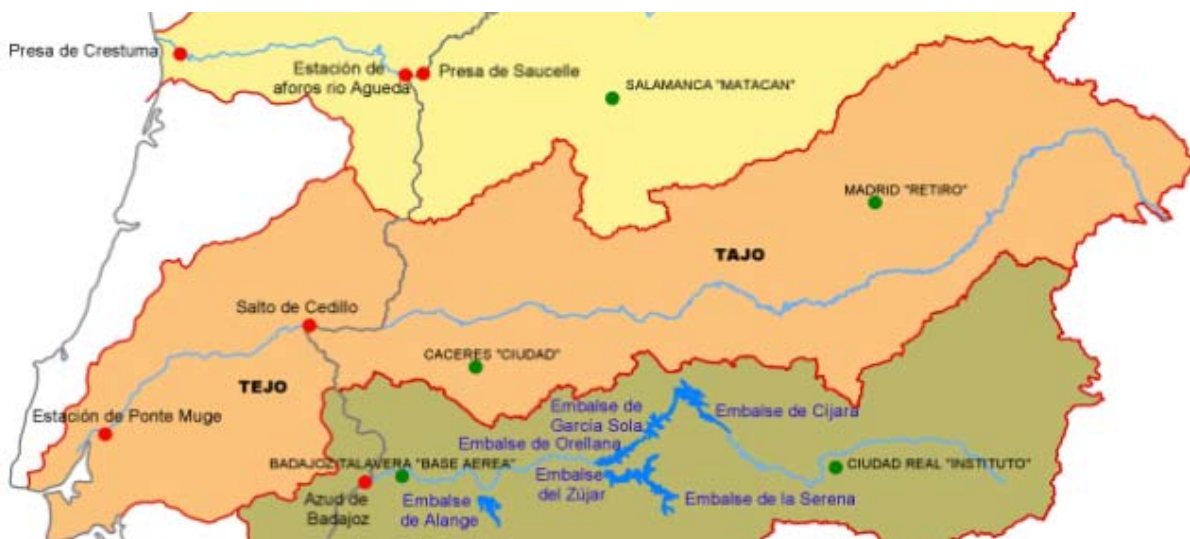 Presa de Crestuma
Estación de
aforos rio Agueda
Presa de Saucelle
SALAMANCA "MATACAN"
MADRID "RETIRO"
TAJO
Salto de Cedillo
CACERES "CIUDAD"
TEJO
Estación de Ponte Muge
Embalse de
García Sola
Embalse de Cijara
Embalse de Orellana
BADAJOZ/TALAVERA "BASE AEREA"
CIUDAD REAL "INSTITUTO"
Embalse
del Zújar
Embalse de la Serena
Azud de
Badajoz
Embalse
de Alange